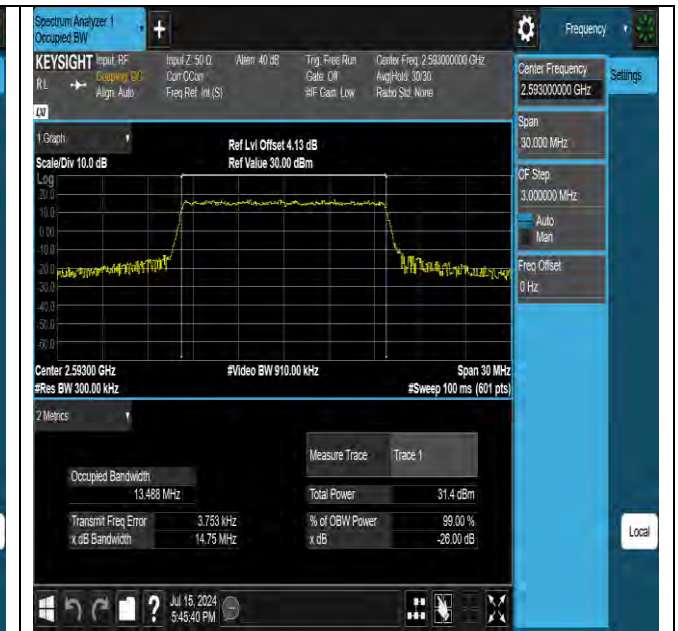 Spectrum Analyzer 1
Occupied BW
Frequency
KEYSIGHT Input: RF Input Z: 50 Ω Atten: 40 dB Trig: Free Run Center Freq: 2.593000000 GHz
RL Coupling: DC Corr CCorr Gate: Off Avg|Hold: 30/30
Align: Auto Freq Ref: Int (S) #IF Gain: Low Radio Std: None
LXI
Center Frequency
2.593000000 GHz
Settings
Span
30.000 MHz
CF Step
3.000000 MHz
Auto
Man
Freq Offset
0 Hz
1 Graph
Ref Lvl Offset 4.13 dB
Scale/Div 10.0 dB Ref Value 30.00 dBm
Log
20.0
10.0
0.00
-10.0
-20.0
-30.0
-40.0
-50.0
-60.0
Center 2.59300 GHz #Video BW 910.00 kHz Span 30 MHz
#Res BW 300.00 kHz #Sweep 100 ms (601 pts)
2 Metrics
Measure Trace Trace 1
Occupied Bandwidth
13.488 MHz
Total Power 31.4 dBm
Transmit Freq Error 3.753 kHz % of OBW Power 99.00 %
x dB Bandwidth 14.75 MHz x dB -26.00 dB
Local
Jul 15, 2024
5:45:40 PM